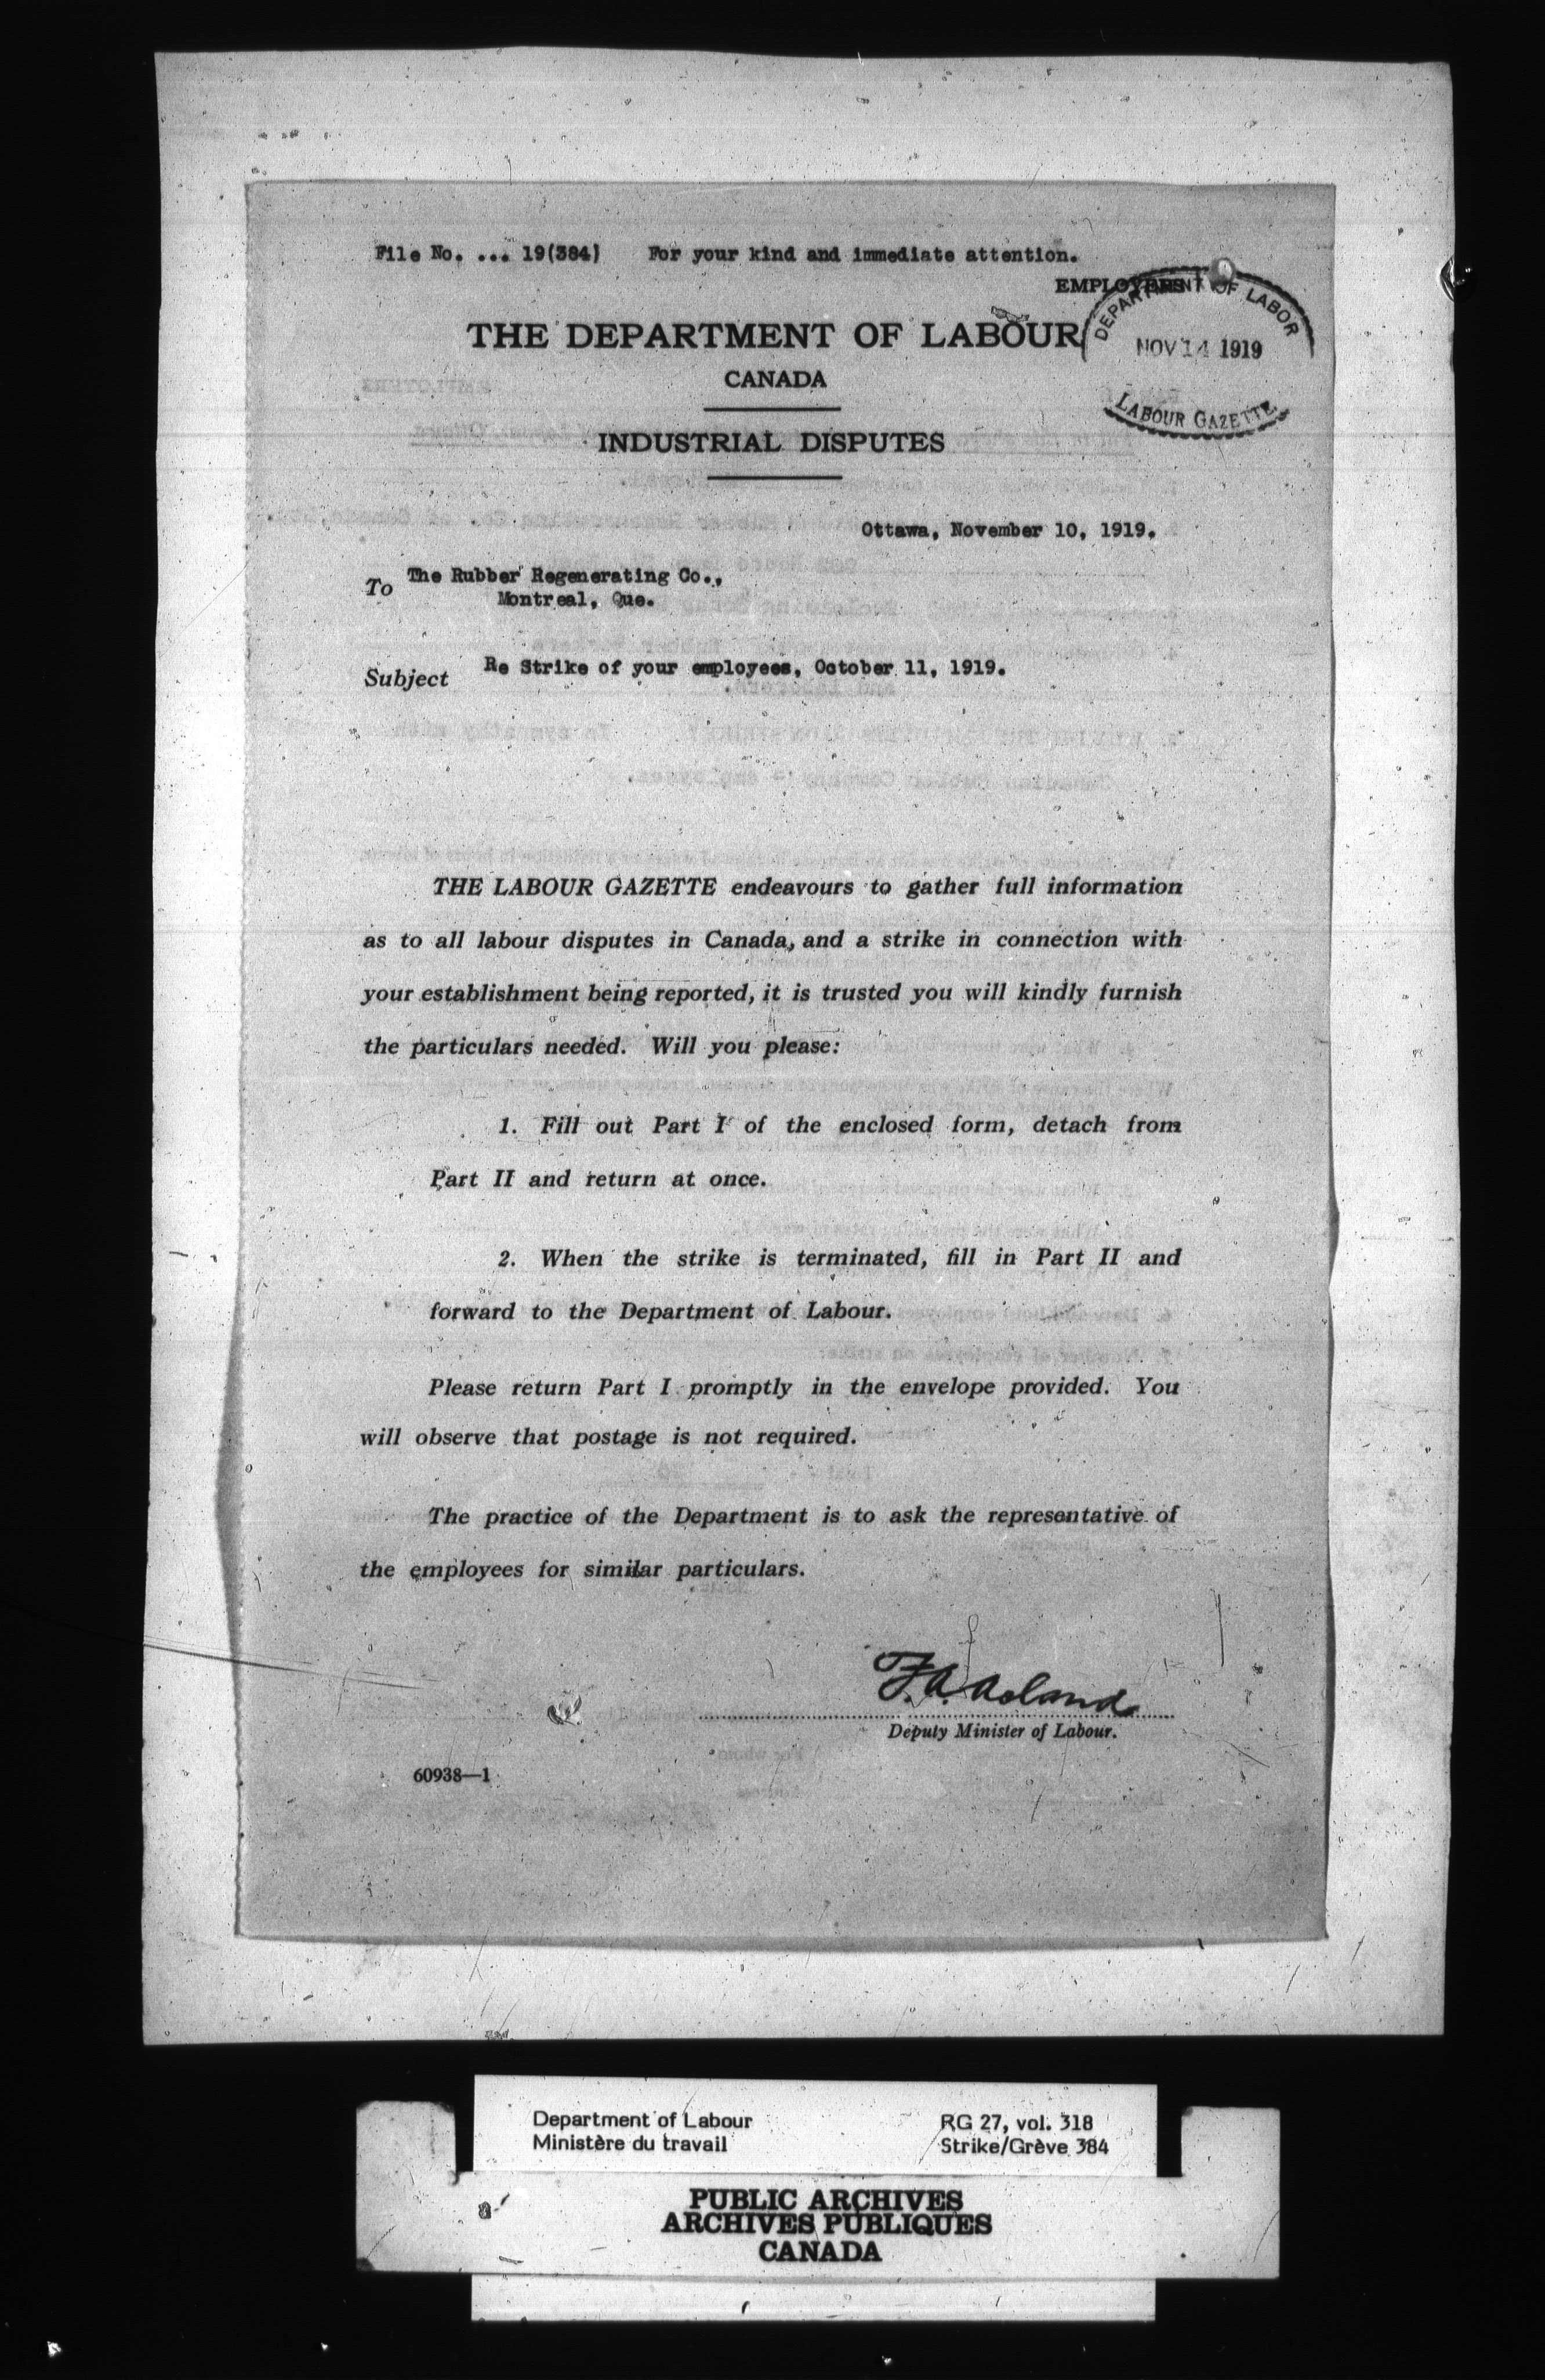 File No. ... 19(384) For your kind and immediate attention.
EMPLOYERS
DEPARTMENT OF LABOR
NOV 14 1919
LABOUR GAZETTE
THE DEPARTMENT OF LABOUR
CANADA
INDUSTRIAL DISPUTES
Ottawa, November 10, 1919.
To The Rubber Regenerating Co.,
Montreal, Que.
Subject Re Strike of your employees, October 11, 1919.
THE LABOUR GAZETTE endeavours to gather full information
as to all labour disputes in Canada, and a strike in connection with
your establishment being reported, it is trusted you will kindly furnish
the particulars needed. Will you please:
1. Fill out Part I of the enclosed form, detach from
Part II and return at once.
2. When the strike is terminated, fill in Part II and
forward to the Department of Labour.
Please return Part I promptly in the envelope provided. You
will observe that postage is not required.
The practice of the Department is to ask the representative of
the employees for similar particulars.
F. A. Acland
Deputy Minister of Labour.
60938—1
Department of Labour
Ministère du travail
RG 27, vol. 318
Strike/Grève 384
PUBLIC ARCHIVES
ARCHIVES PUBLIQUES
CANADA